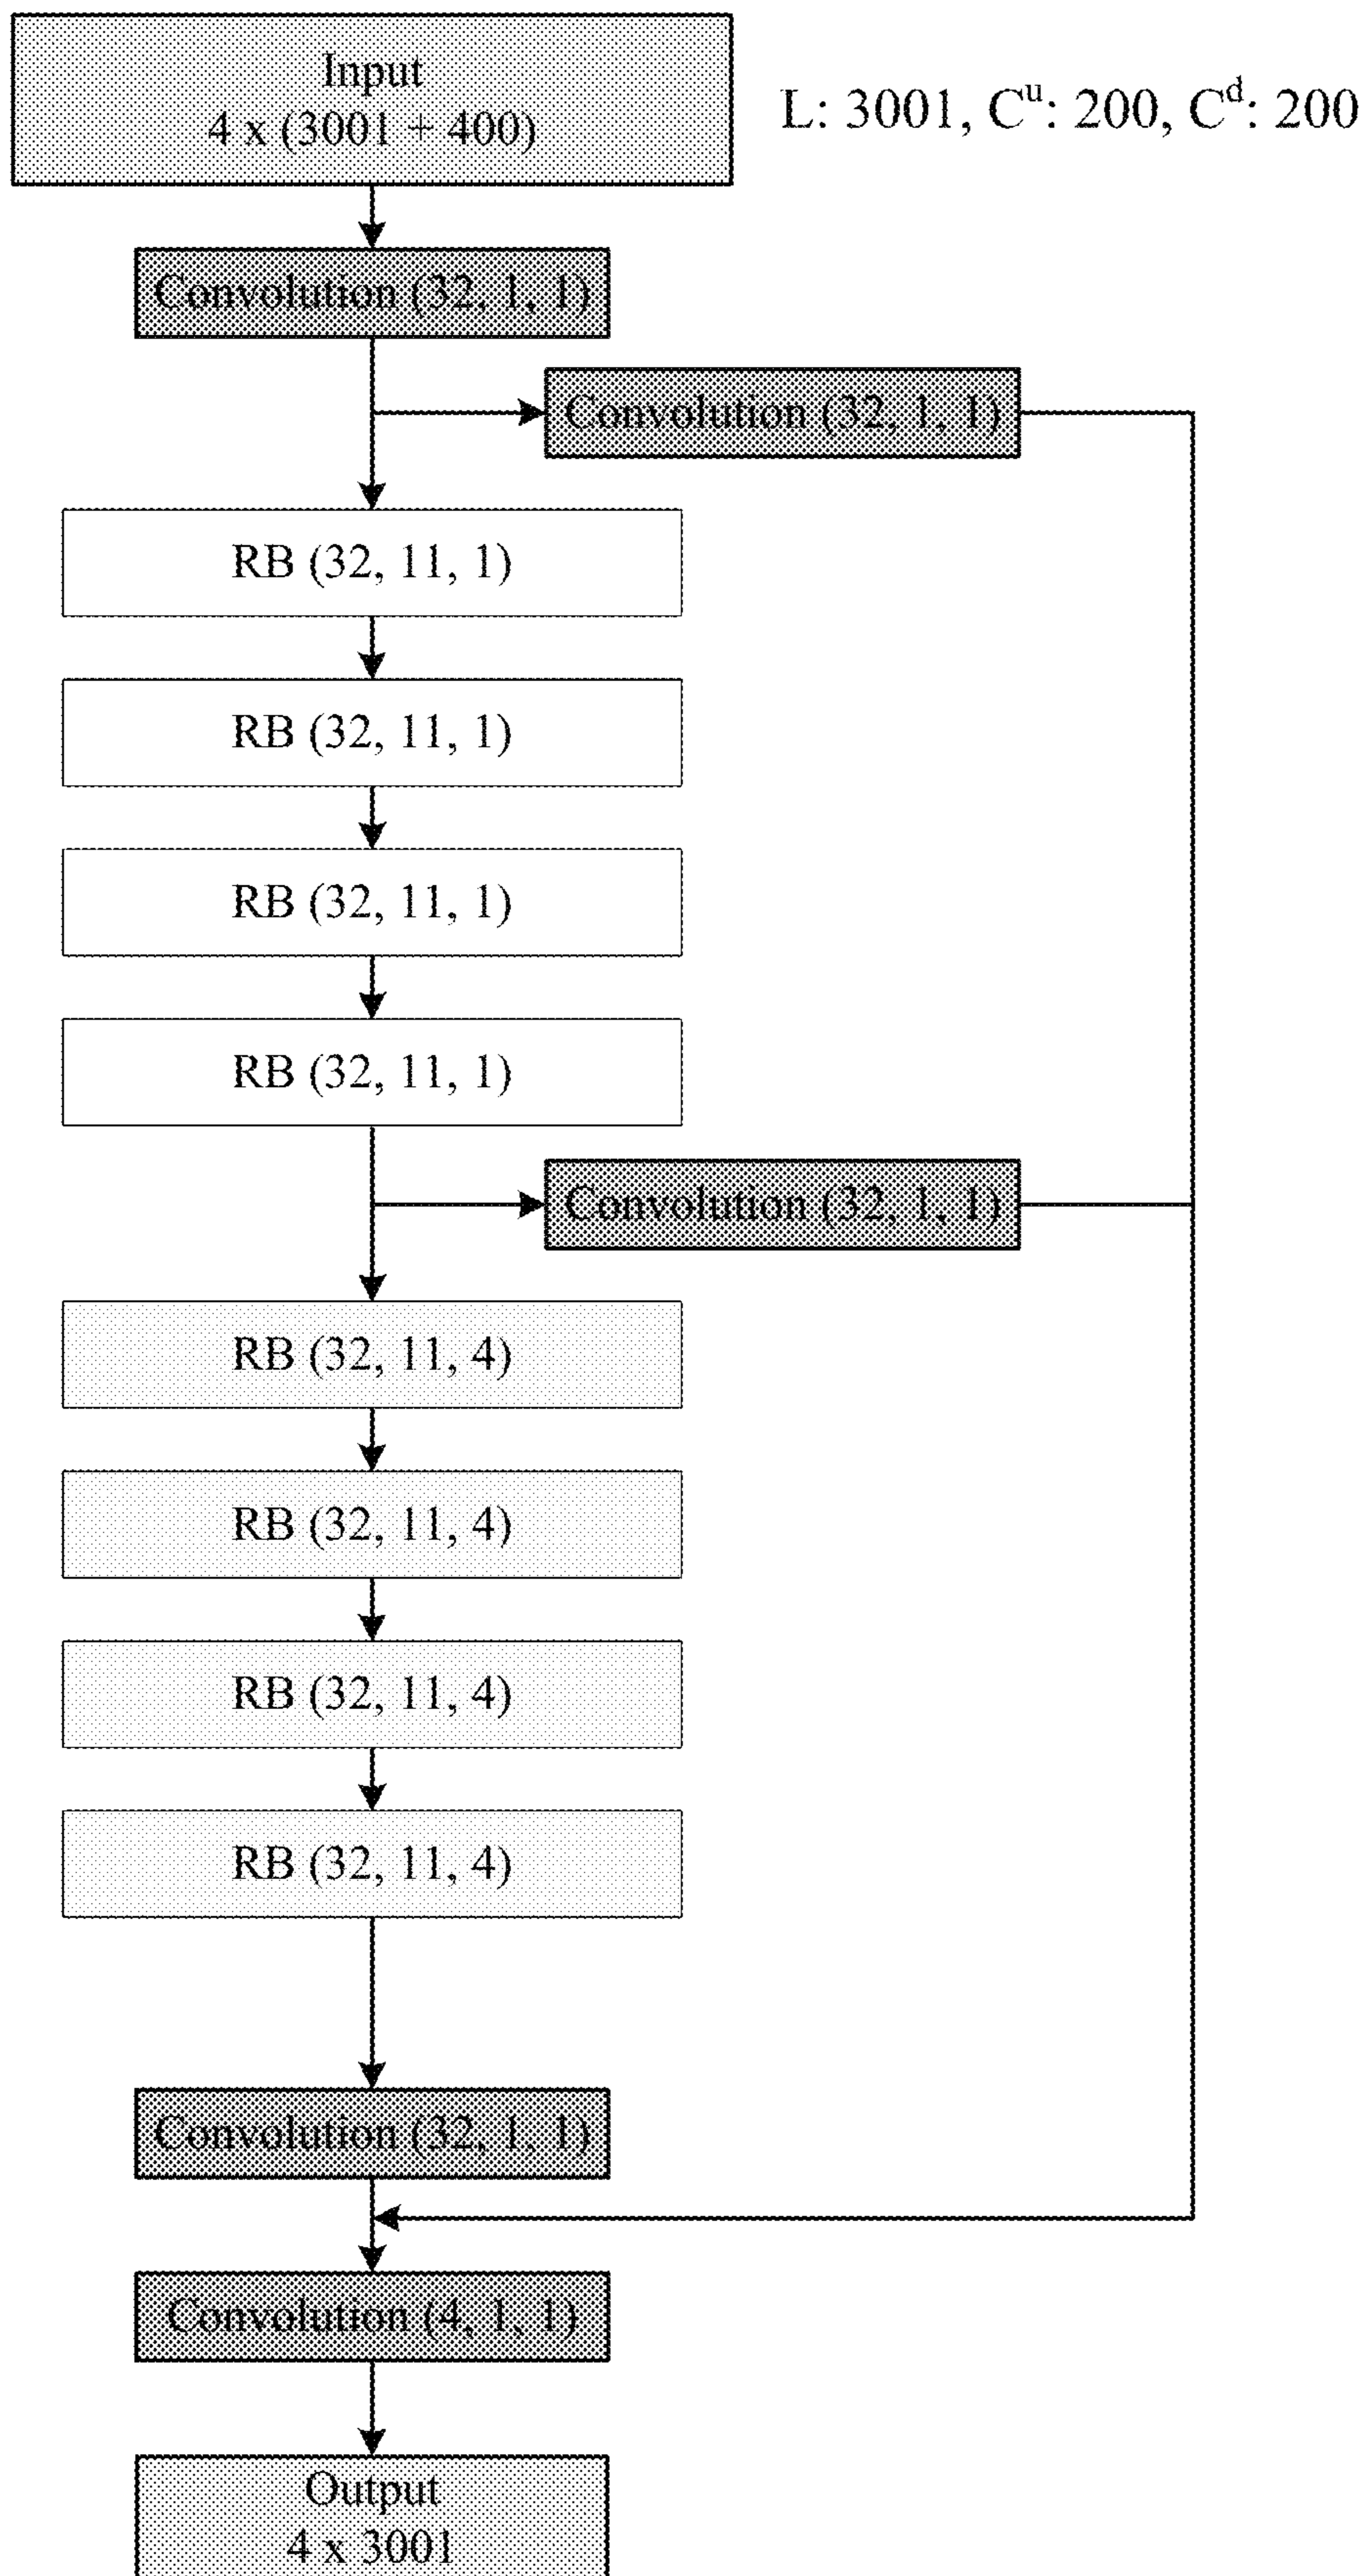 Input
4 x (3001 + 400)
L: 3001, Cᵘ: 200, Cᵈ: 200
Convolution (32, 1, 1)
Convolution (32, 1, 1)
RB (32, 11, 1)
RB (32, 11, 1)
RB (32, 11, 1)
RB (32, 11, 1)
Convolution (32, 1, 1)
RB (32, 11, 4)
RB (32, 11, 4)
RB (32, 11, 4)
RB (32, 11, 4)
Convolution (32, 1, 1)
Convolution (4, 1, 1)
Output
4 x 3001